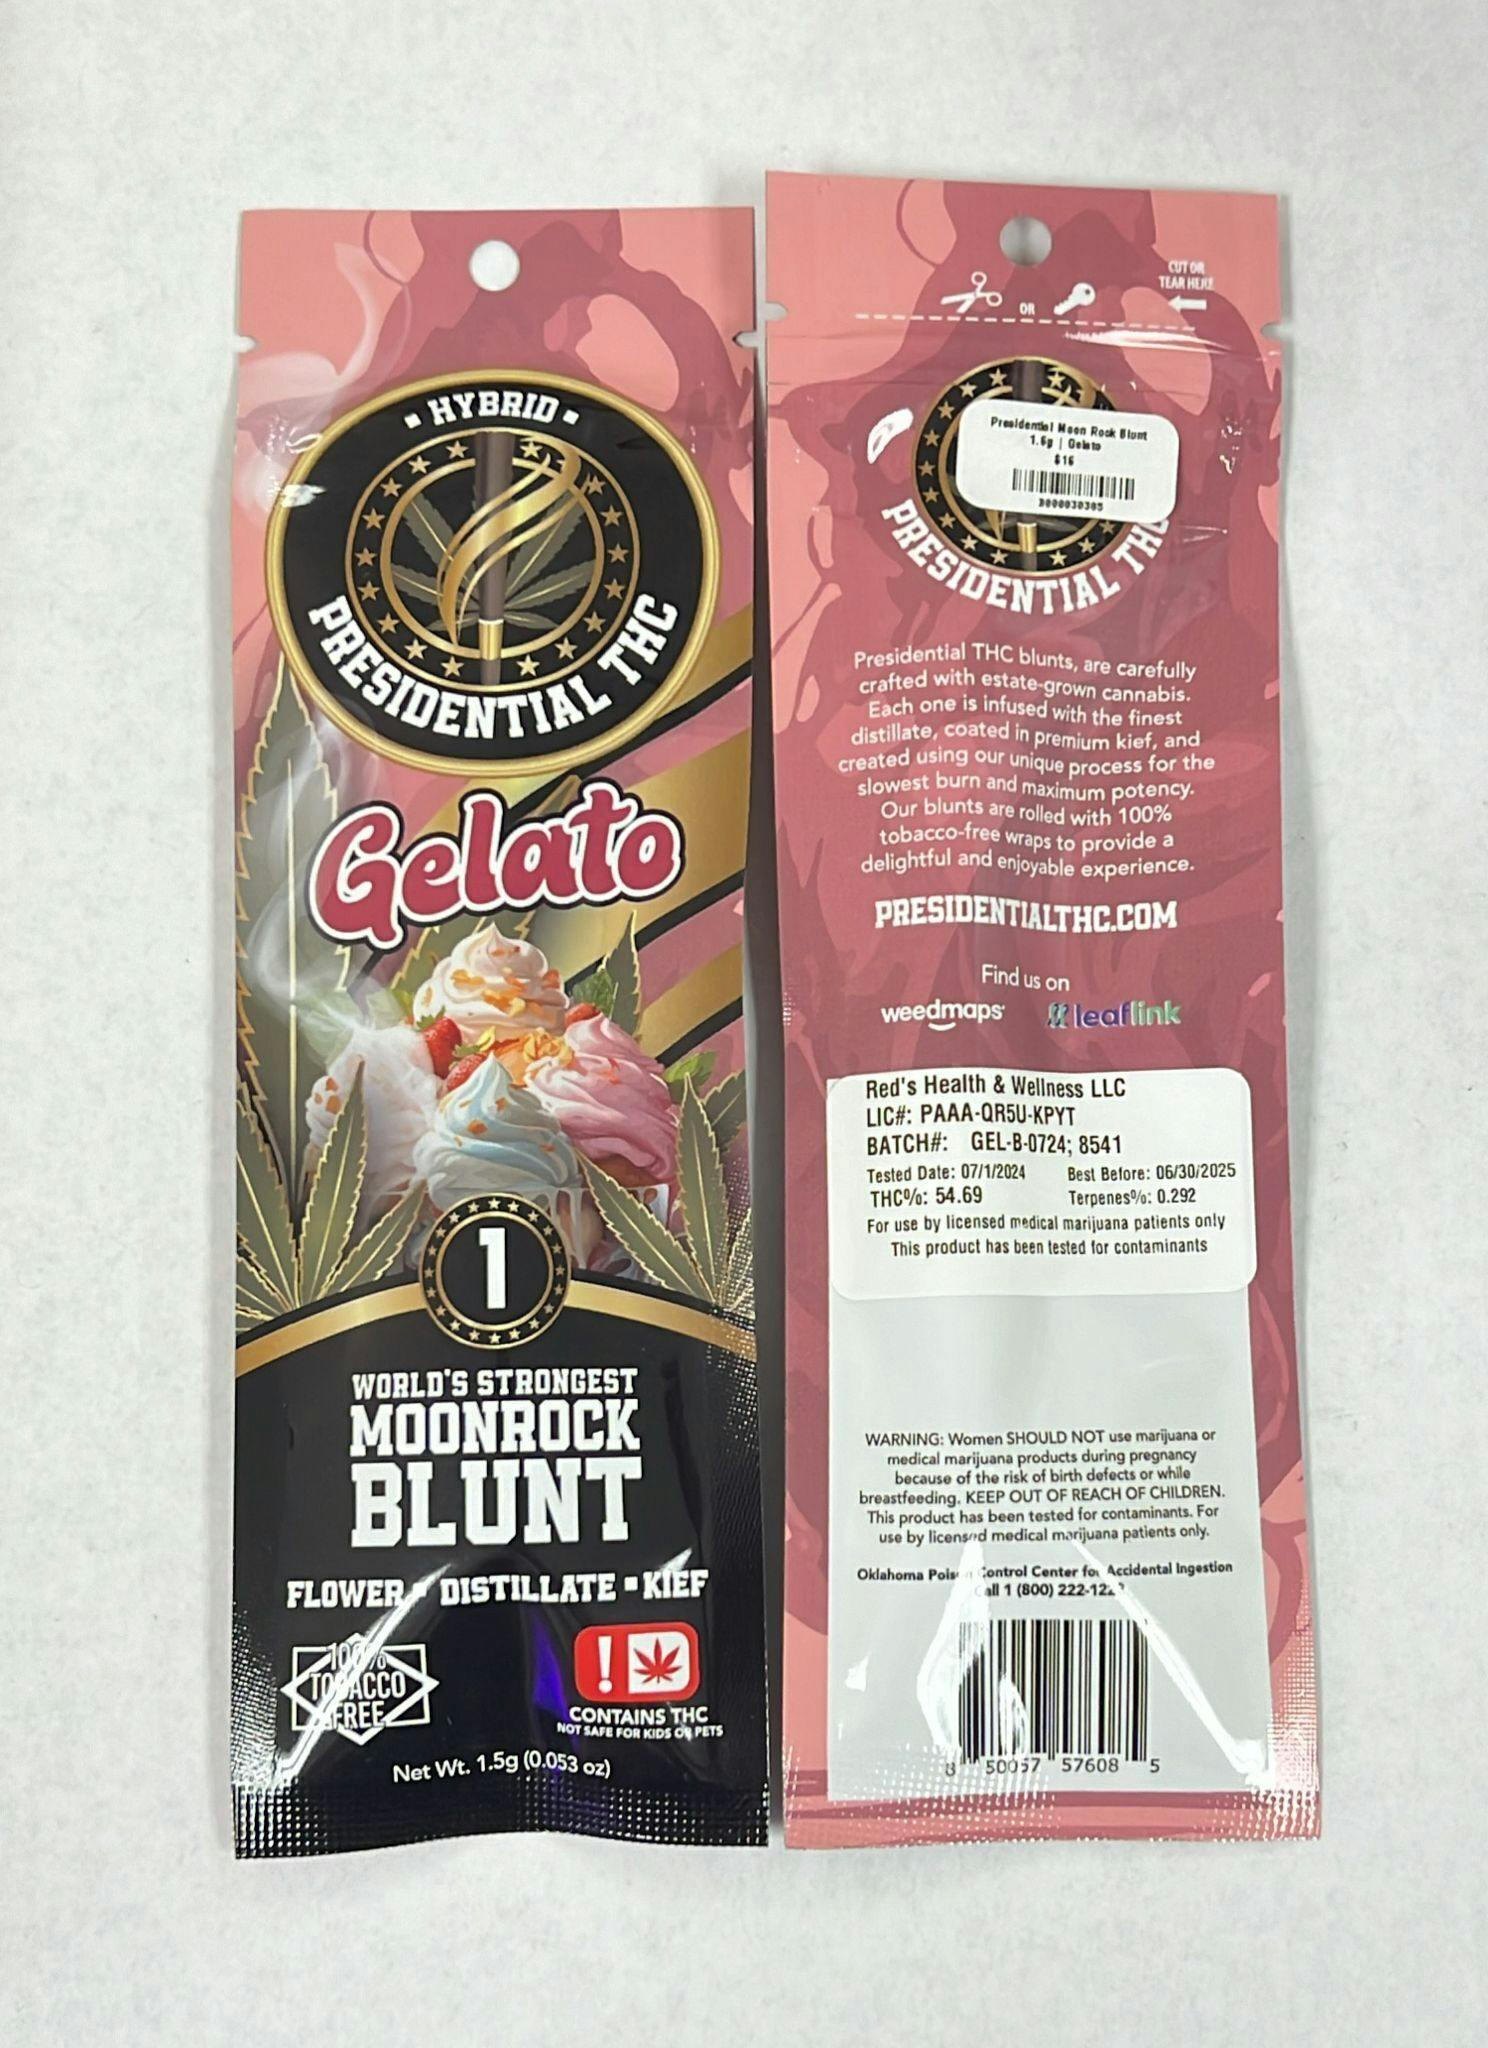 ▪ HYBRID ▪
PRESIDENTIAL THC
Gelato
1
WORLD'S STRONGEST
MOONROCK
BLUNT
FLOWER ▪ DISTILLATE ▪ KIEF
100%
TOBACCO
FREE
!
CONTAINS THC
NOT SAFE FOR KIDS OR PETS
Net Wt. 1.5g (0.053 oz)
CUT OR
TEAR HERE
OR
Presidential Moon Rock Blunt
| Gelato
PRESIDENTIAL THC
Presidential THC blunts, are carefully
crafted with estate-grown cannabis.
Each one is infused with the finest
distillate, coated in premium kief, and
created using our unique process for the
slowest burn and maximum potency.
Our blunts are rolled with 100%
tobacco-free wraps to provide a
delightful and enjoyable experience.
PRESIDENTIALTHC.COM
Find us on
weedmaps leaflink
Red's Health & Wellness LLC
LIC#: PAAA-QR5U-KPYT
BATCH#: GEL-B-0724; 8541
Tested Date: 07/1/2024 Best Before: 06/30/2025
THC%: 54.69 Terpenes%: 0.292
For use by licensed medical marijuana patients only
This product has been tested for contaminants
WARNING: Women SHOULD NOT use marijuana or
medical marijuana products during pregnancy
because of the risk of birth defects or while
breastfeeding. KEEP OUT OF REACH OF CHILDREN.
This product has been tested for contaminants. For
use by licensed medical marijuana patients only.
Oklahoma Poison Control Center for Accidental Ingestion
Call 1 (800)
8 50057 57608 5